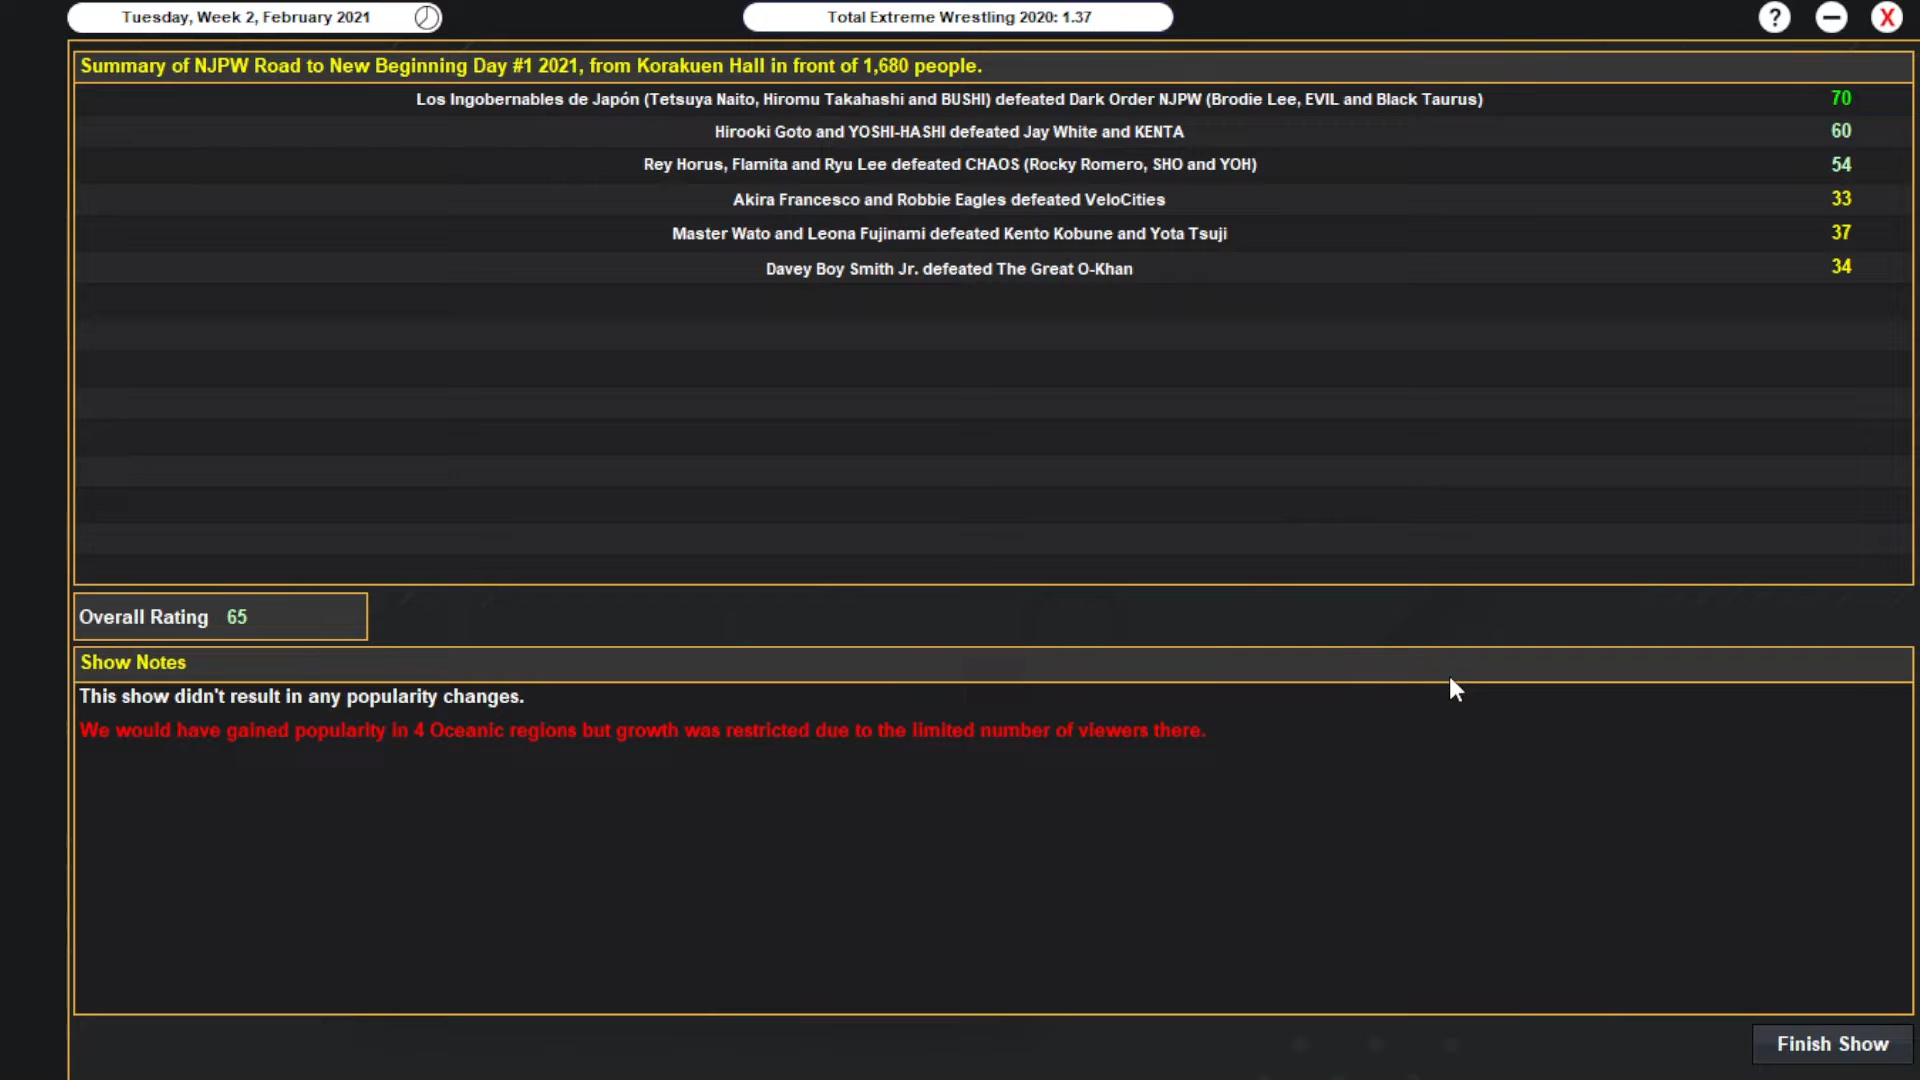 Tuesday, Week 2, February 2021
Total Extreme Wrestling 2020: 1.37
?
X
Summary of NJPW Road to New Beginning Day #1 2021, from Korakuen Hall in front of 1,680 people.
Los Ingobernables de Japón (Tetsuya Naito, Hiromu Takahashi and BUSHI) defeated Dark Order NJPW (Brodie Lee, EVIL and Black Taurus) 70
Hirooki Goto and YOSHI-HASHI defeated Jay White and KENTA 60
Rey Horus, Flamita and Ryu Lee defeated CHAOS (Rocky Romero, SHO and YOH) 54
Akira Francesco and Robbie Eagles defeated VeloCities 33
Master Wato and Leona Fujinami defeated Kento Kobune and Yota Tsuji 37
Davey Boy Smith Jr. defeated The Great O-Khan 34
Overall Rating 65
Show Notes
This show didn't result in any popularity changes.
We would have gained popularity in 4 Oceanic regions but growth was restricted due to the limited number of viewers there.
Finish Show